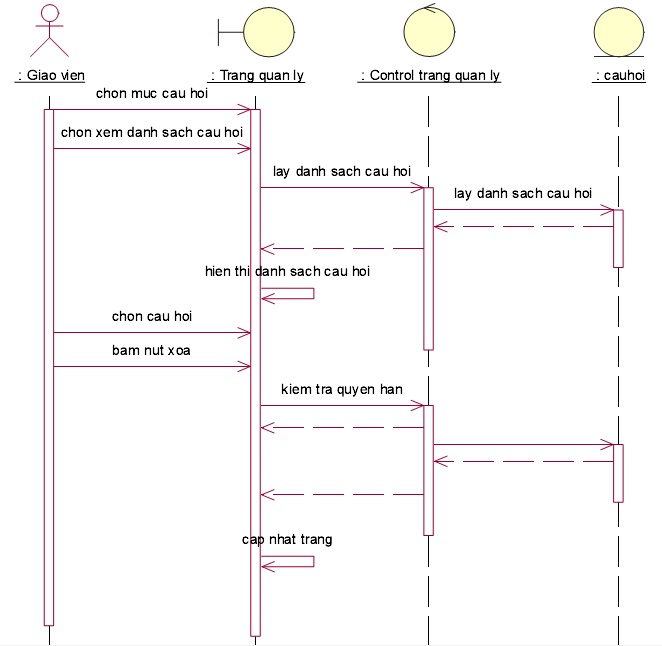 : Giao vien
: Trang quan ly
: Control trang quan ly
: cauhoi
chon muc cau hoi
chon xem danh sach cau hoi
lay danh sach cau hoi
lay danh sach cau hoi
hien thi danh sach cau hoi
chon cau hoi
bam nut xoa
kiem tra quyen han
cap nhat trang